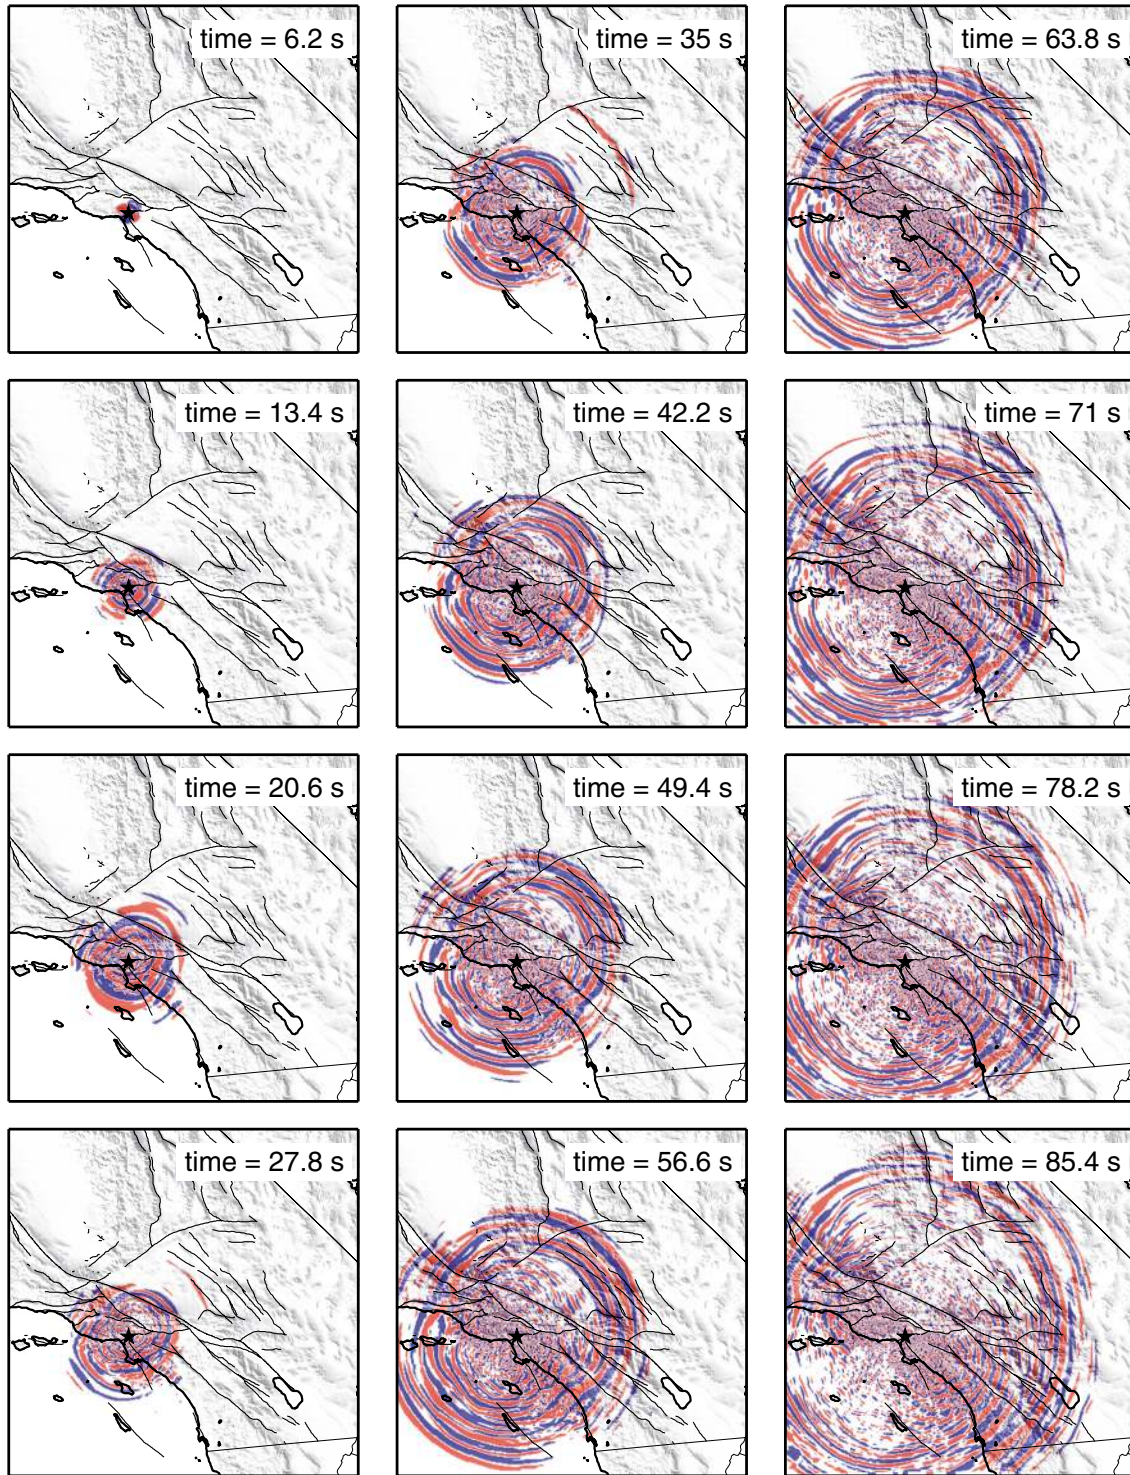 time = 6.2 s
time = 35 s
time = 63.8 s
time = 13.4 s
time = 42.2 s
time = 71 s
time = 20.6 s
time = 49.4 s
time = 78.2 s
time = 27.8 s
time = 56.6 s
time = 85.4 s